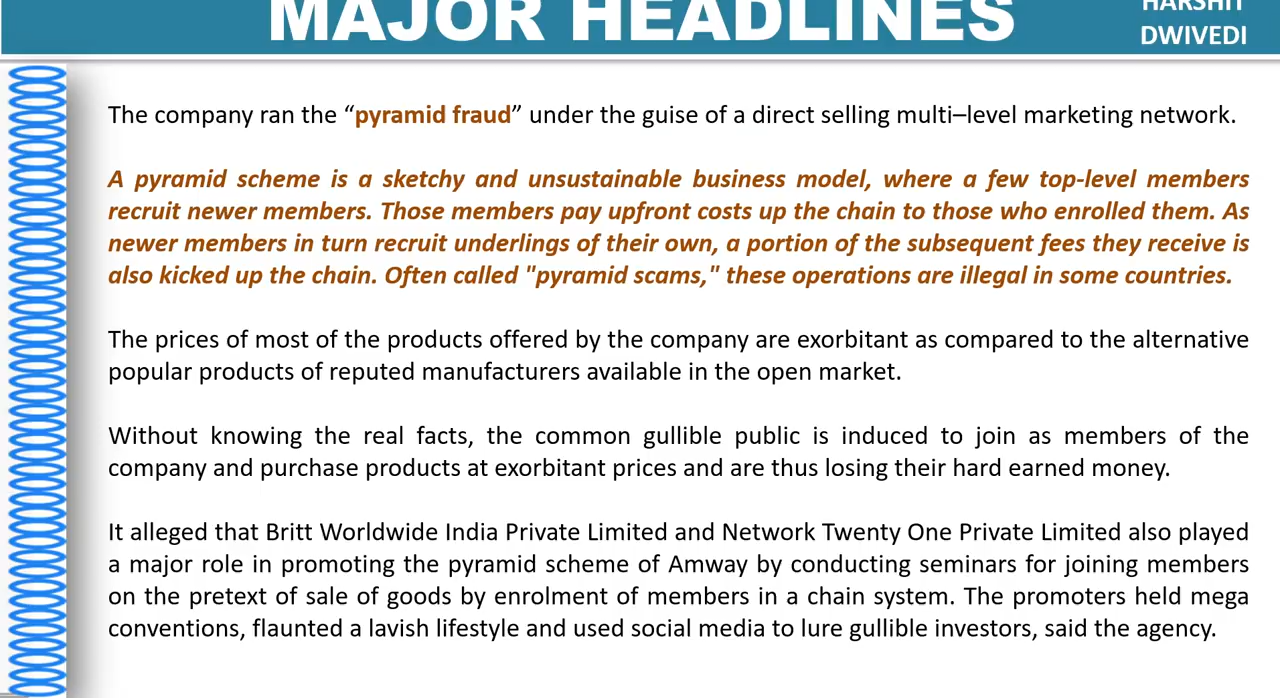 MAJOR HEADLINES
HARSHIT
DWIVEDI
The company ran the “pyramid fraud” under the guise of a direct selling multi–level marketing network.
A pyramid scheme is a sketchy and unsustainable business model, where a few top-level members
recruit newer members. Those members pay upfront costs up the chain to those who enrolled them. As
newer members in turn recruit underlings of their own, a portion of the subsequent fees they receive is
also kicked up the chain. Often called "pyramid scams," these operations are illegal in some countries.
The prices of most of the products offered by the company are exorbitant as compared to the alternative
popular products of reputed manufacturers available in the open market.
Without knowing the real facts, the common gullible public is induced to join as members of the
company and purchase products at exorbitant prices and are thus losing their hard earned money.
It alleged that Britt Worldwide India Private Limited and Network Twenty One Private Limited also played
a major role in promoting the pyramid scheme of Amway by conducting seminars for joining members
on the pretext of sale of goods by enrolment of members in a chain system. The promoters held mega
conventions, flaunted a lavish lifestyle and used social media to lure gullible investors, said the agency.